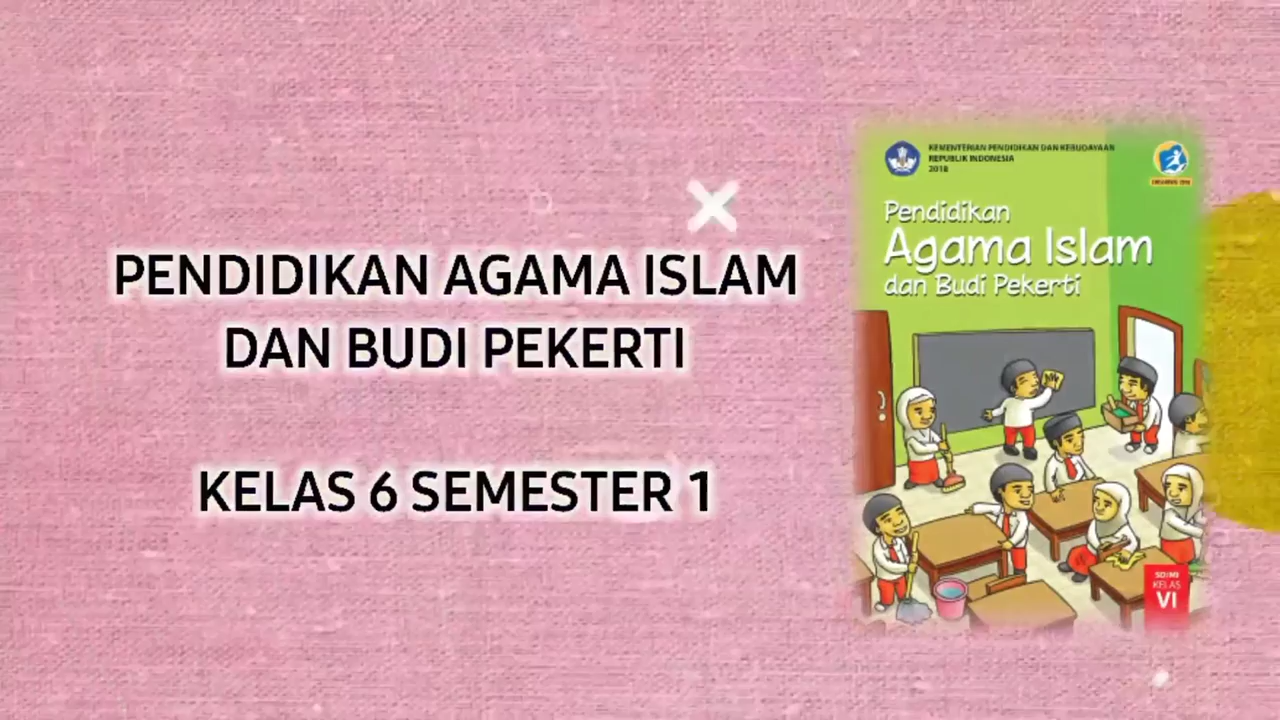 PENDIDIKAN AGAMA ISLAM
DAN BUDI PEKERTI
KELAS 6 SEMESTER 1
KEMENTERIAN PENDIDIKAN DAN KEBUDAYAAN
REPUBLIK INDONESIA
2018
Pendidikan
Agama Islam
dan Budi Pekerti
SD/MI
KELAS
VI